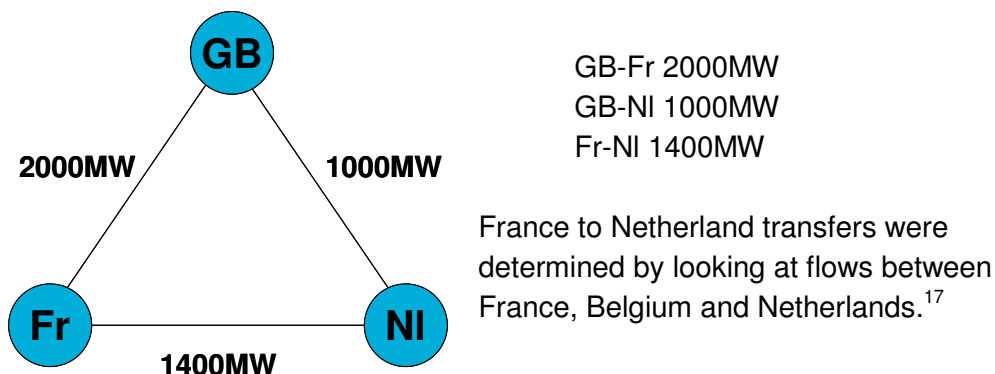 GB
2000MW
1000MW
Fr
Nl
1400MW
GB-Fr 2000MW
GB-Nl 1000MW
Fr-Nl 1400MW
France to Netherland transfers were
determined by looking at flows between
France, Belgium and Netherlands.17